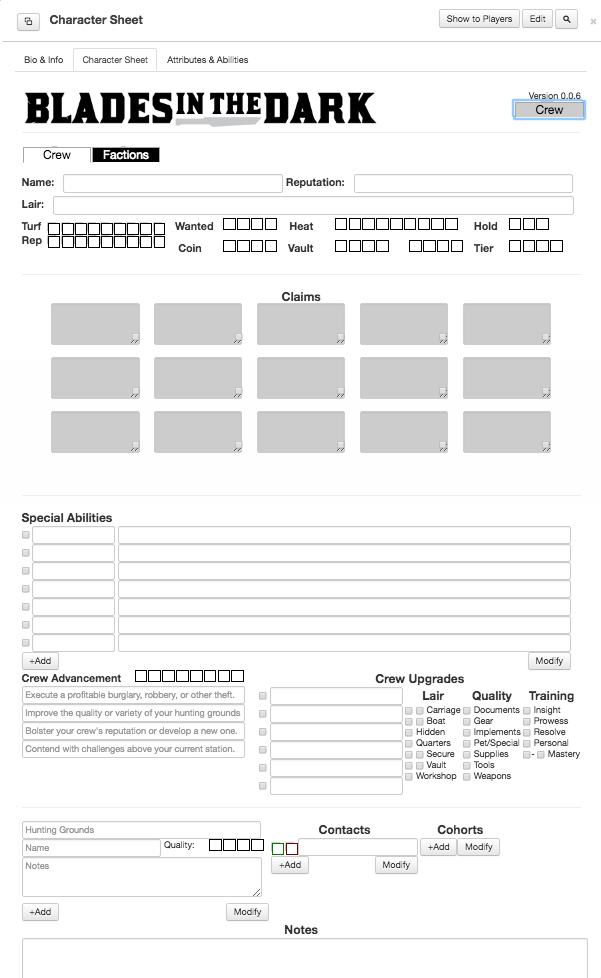 Character Sheet
Show to Players Edit
Bio & Info Character Sheet Attributes & Abilities
BLADES IN THE DARK
Version 0.0.6
Crew
Crew Factions
Name: Reputation:
Lair:
Turf Wanted Heat Hold
Rep
Coin Vault Tier
Claims
Special Abilities
+Add Modify
Crew Advancement
Execute a profitable burglary, robbery, or other theft.
Improve the quality or variety of your hunting grounds
Bolster your crew's reputation or develop a new one.
Contend with challenges above your current station.
Crew Upgrades
Lair Quality Training
Carriage Documents Insight
Boat Gear Prowess
Hidden Implements Resolve
Quarters Pet/Special Personal
Secure Supplies - Mastery
Vault Tools
Workshop Weapons
Hunting Grounds
Name Quality:
Notes
+Add Modify
Contacts
+Add Modify
Cohorts
+Add Modify
Notes